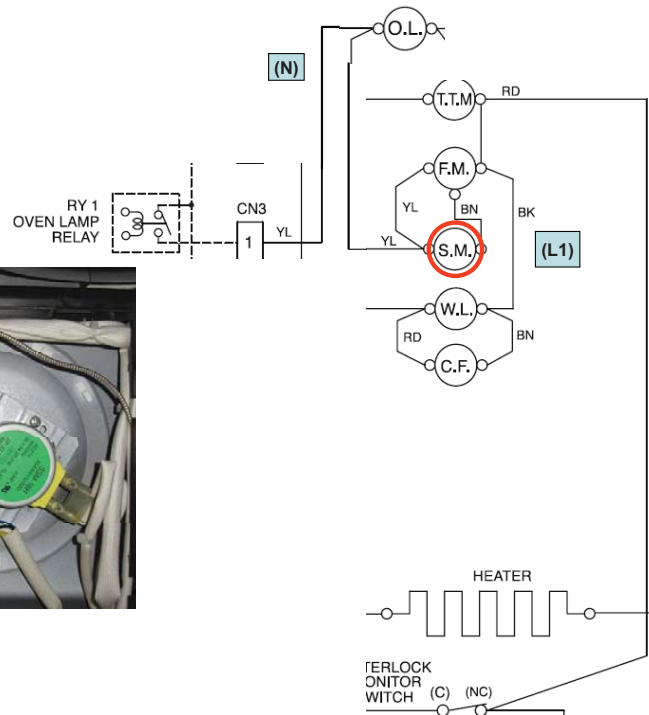 O.L.
(N)
T.T.M
RD
F.M.
RY 1
OVEN LAMP
RELAY
CN3
1
YL
YL
BN
BK
YL
S.M.
(L1)
W.L.
RD
BN
C.F.
HEATER
TERLOCK
ONITOR
WITCH
(C)
(NC)